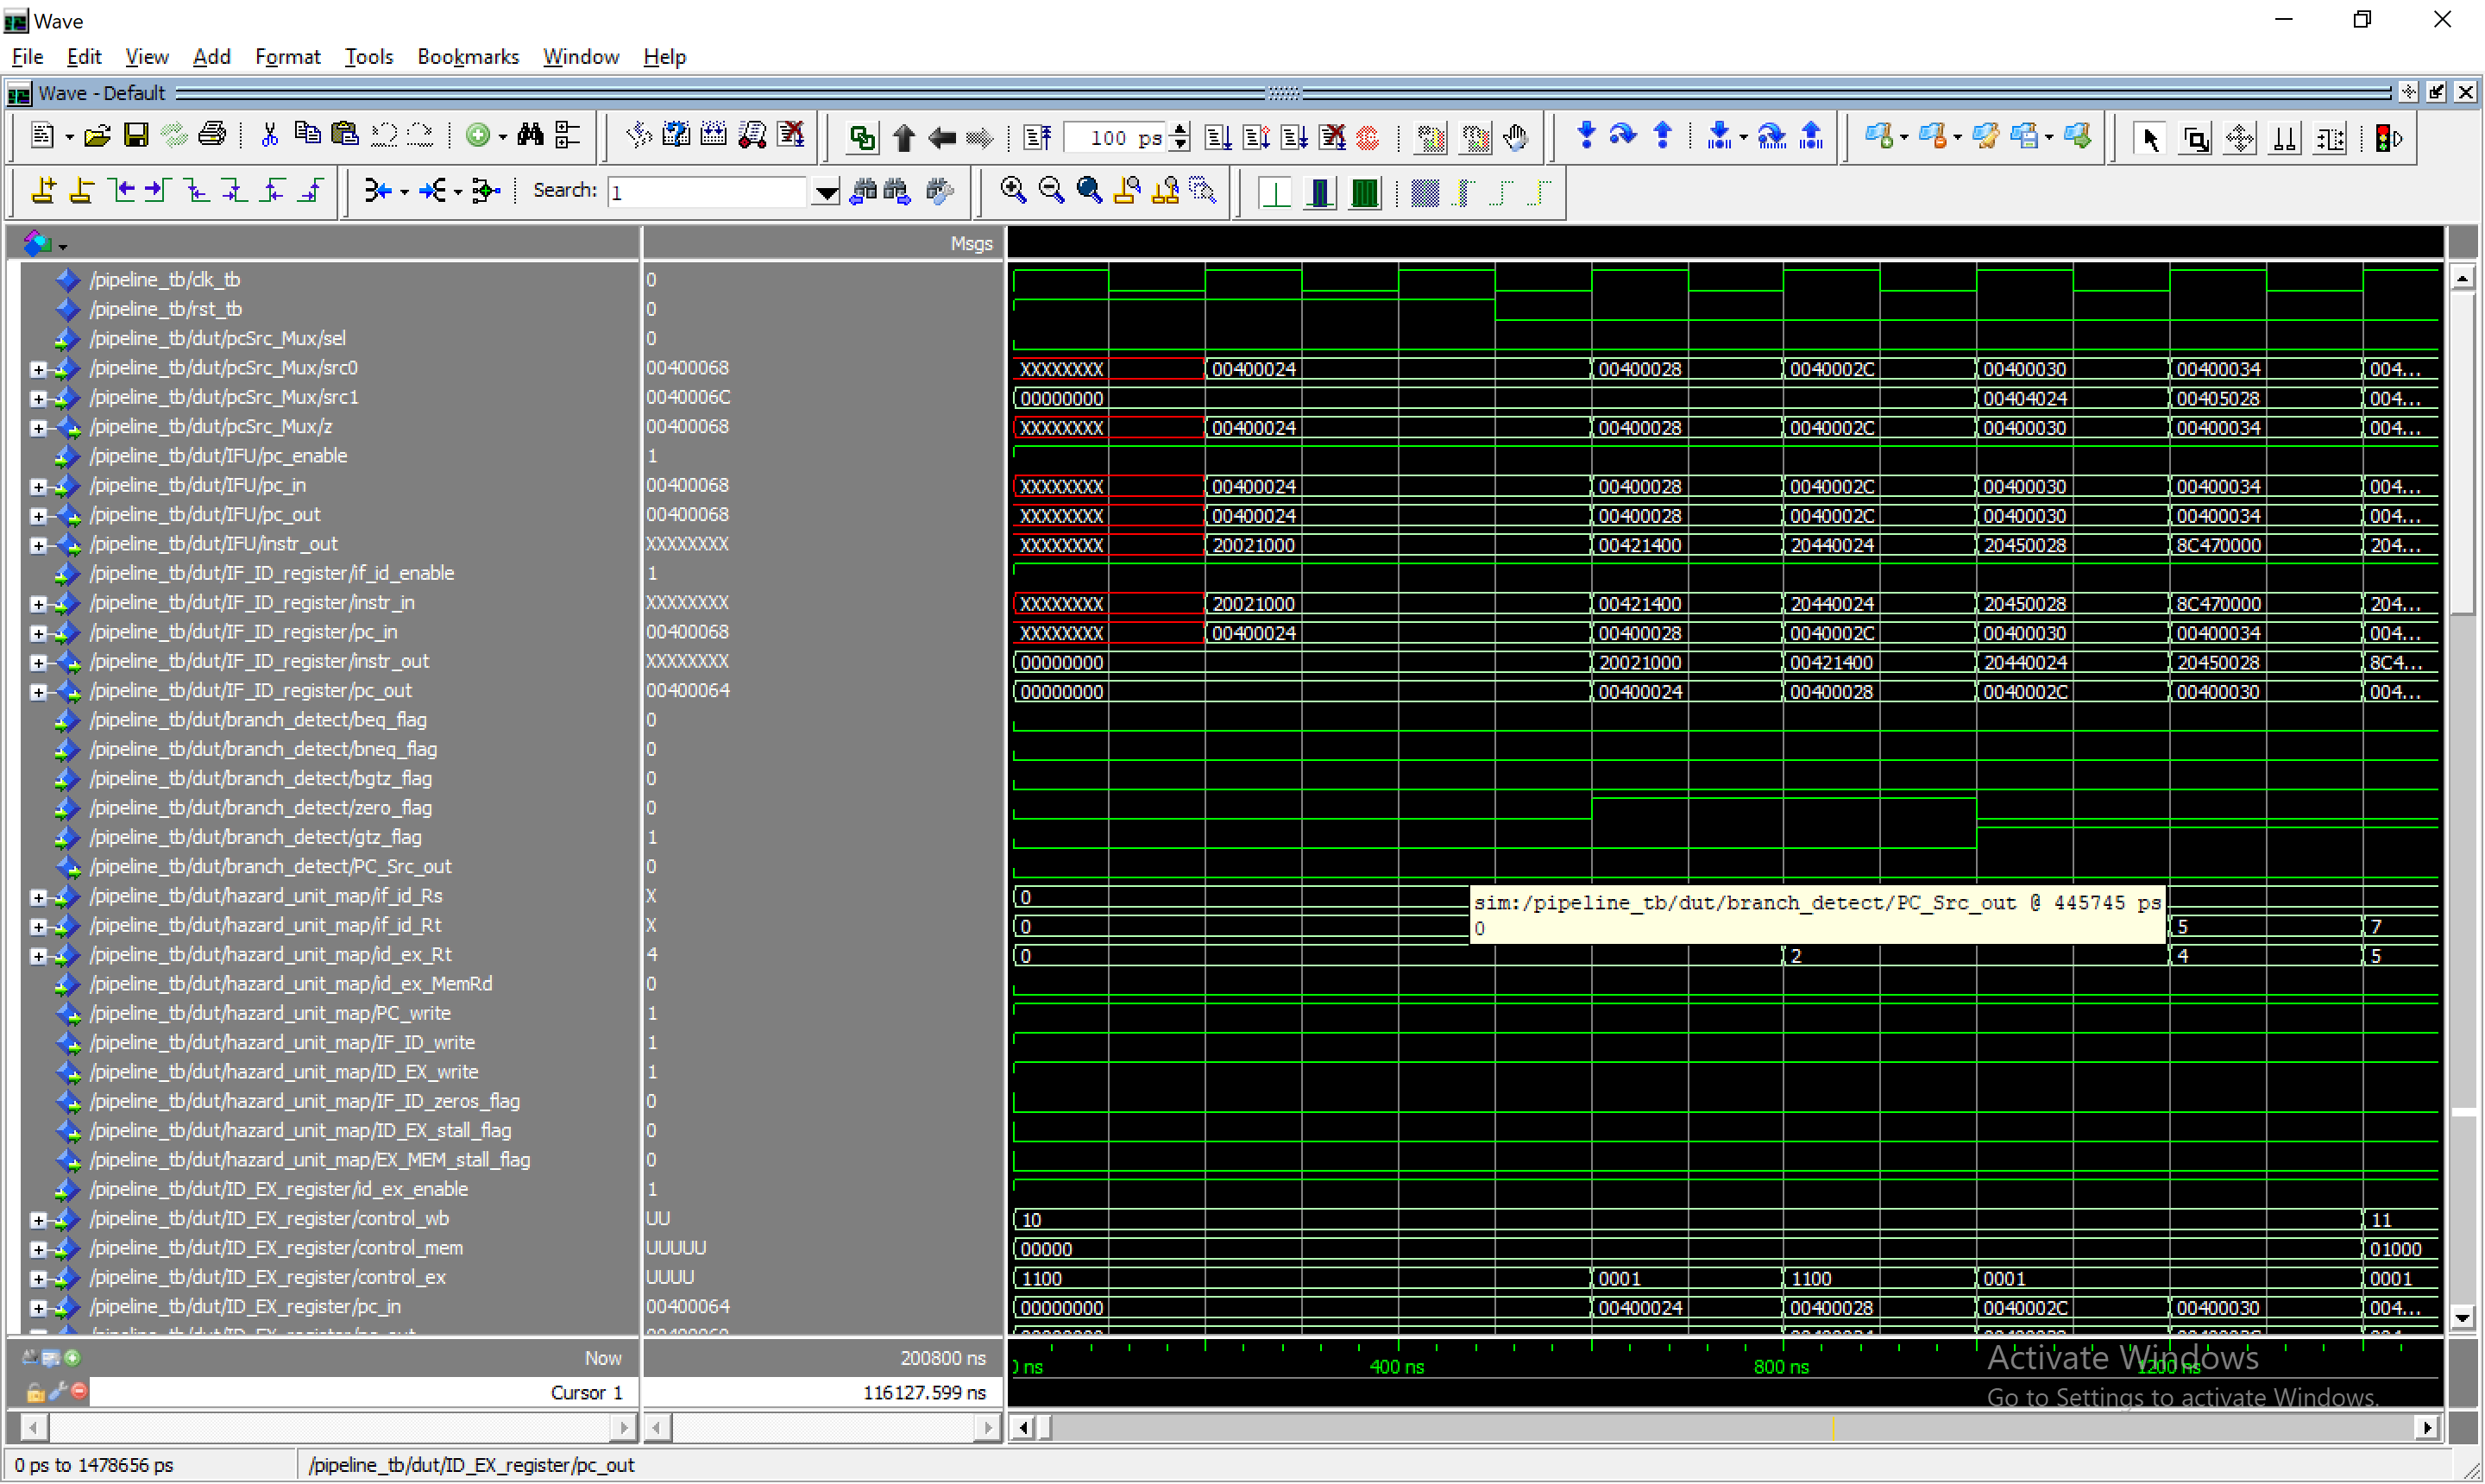 Wave
File Edit View Add Format Tools Bookmarks Window Help
Wave - Default
100 ps
Search: 1
Msgs
/pipeline_tb/clk_tb 0
/pipeline_tb/rst_tb 0
/pipeline_tb/dut/pcSrc_Mux/sel 0
/pipeline_tb/dut/pcSrc_Mux/src0 00400068 XXXXXXXX 00400024 00400028 0040002C 00400030 00400034 004...
/pipeline_tb/dut/pcSrc_Mux/src1 0040006C 00000000 00404024 00405028 004...
/pipeline_tb/dut/pcSrc_Mux/z 00400068 XXXXXXXX 00400024 00400028 0040002C 00400030 00400034 004...
/pipeline_tb/dut/IFU/pc_enable 1
/pipeline_tb/dut/IFU/pc_in 00400068 XXXXXXXX 00400024 00400028 0040002C 00400030 00400034 004...
/pipeline_tb/dut/IFU/pc_out 00400068 XXXXXXXX 00400024 00400028 0040002C 00400030 00400034 004...
/pipeline_tb/dut/IFU/instr_out XXXXXXXX XXXXXXXX 20021000 00421400 20440024 20450028 8C470000 204...
/pipeline_tb/dut/IF_ID_register/if_id_enable 1
/pipeline_tb/dut/IF_ID_register/instr_in XXXXXXXX XXXXXXXX 20021000 00421400 20440024 20450028 8C470000 204...
/pipeline_tb/dut/IF_ID_register/pc_in 00400068 XXXXXXXX 00400024 00400028 0040002C 00400030 00400034 004...
/pipeline_tb/dut/IF_ID_register/instr_out XXXXXXXX 00000000 20021000 00421400 20440024 20450028 8C4...
/pipeline_tb/dut/IF_ID_register/pc_out 00400064 00000000 00400024 00400028 0040002C 00400030 004...
/pipeline_tb/dut/branch_detect/beq_flag 0
/pipeline_tb/dut/branch_detect/bneq_flag 0
/pipeline_tb/dut/branch_detect/bgtz_flag 0
/pipeline_tb/dut/branch_detect/zero_flag 0
/pipeline_tb/dut/branch_detect/gtz_flag 1
/pipeline_tb/dut/branch_detect/PC_Src_out 0
/pipeline_tb/dut/hazard_unit_map/if_id_Rs X 0
sim:/pipeline_tb/dut/branch_detect/PC_Src_out @ 445745 ps
0
/pipeline_tb/dut/hazard_unit_map/if_id_Rt X 0 5 7
/pipeline_tb/dut/hazard_unit_map/id_ex_Rt 4 0 2 4 5
/pipeline_tb/dut/hazard_unit_map/id_ex_MemRd 0
/pipeline_tb/dut/hazard_unit_map/PC_write 1
/pipeline_tb/dut/hazard_unit_map/IF_ID_write 1
/pipeline_tb/dut/hazard_unit_map/ID_EX_write 1
/pipeline_tb/dut/hazard_unit_map/IF_ID_zeros_flag 0
/pipeline_tb/dut/hazard_unit_map/ID_EX_stall_flag 0
/pipeline_tb/dut/hazard_unit_map/EX_MEM_stall_flag 0
/pipeline_tb/dut/ID_EX_register/id_ex_enable 1
/pipeline_tb/dut/ID_EX_register/control_wb UU 10 11
/pipeline_tb/dut/ID_EX_register/control_mem UUUUU 00000 01000
/pipeline_tb/dut/ID_EX_register/control_ex UUUU 1100 0001 1100 0001 0001
/pipeline_tb/dut/ID_EX_register/pc_in 00400064 00000000 00400024 00400028 0040002C 00400030 004...
Now 200800 ns
400 ns 800 ns 1200 ns
Cursor 1 116127.599 ns
Activate Windows
Go to Settings to activate Windows.
0 ps to 1478656 ps /pipeline_tb/dut/ID_EX_register/pc_out